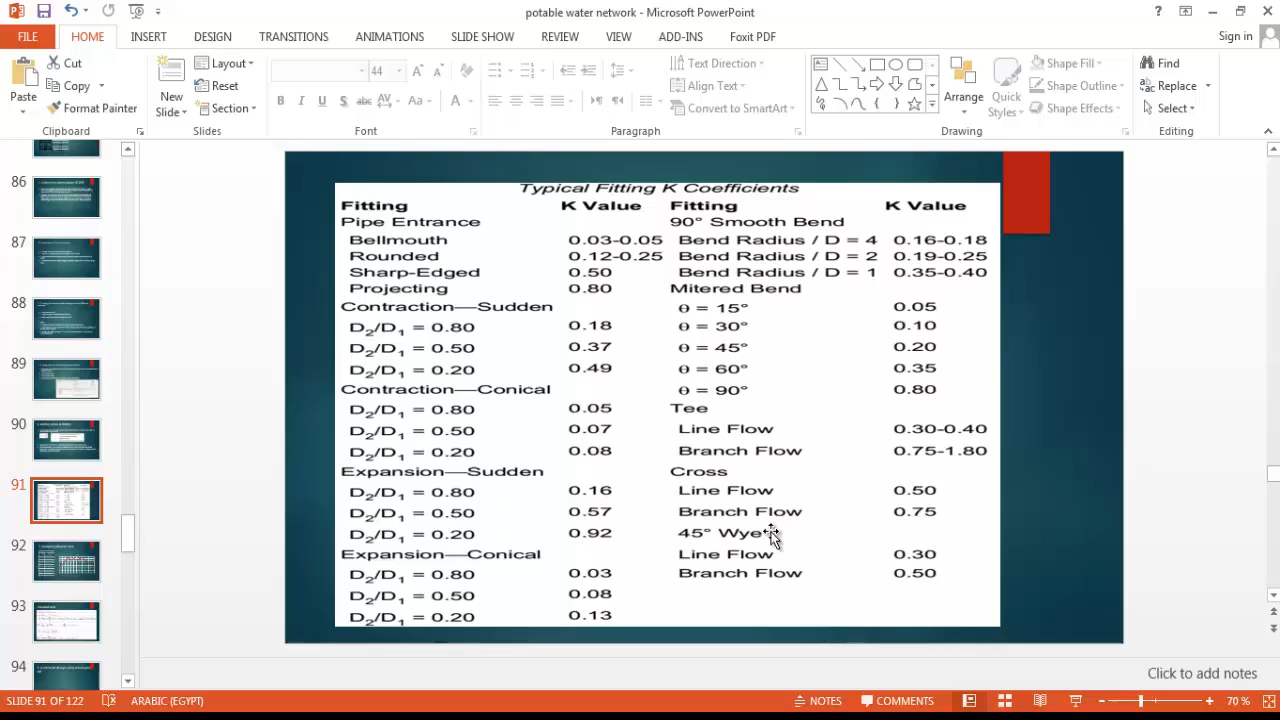 potable water network - Microsoft PowerPoint
Sign in
FILE HOME INSERT DESIGN TRANSITIONS ANIMATIONS SLIDE SHOW REVIEW VIEW ADD-INS Foxit PDF
Paste
Cut
Copy
Format Painter
Clipboard
New Slide
Layout
Reset
Section
Slides
44
Font
Text Direction
Align Text
Convert to SmartArt
Paragraph
Arrange
Quick Styles
Shape Fill
Shape Outline
Shape Effects
Drawing
Find
Replace
Select
Editing
86
87
88
89
90
91
92
93
94
Typical Fitting K Coefficients
Fitting K Value Fitting K Value
Pipe Entrance 90° Smooth Bend
Bellmouth 0.03-0.05 Bend Radius / D = 4 0.16-0.18
Rounded 0.12-0.25 Bend Radius / D = 2 0.19-0.25
Sharp-Edged 0.50 Bend Radius / D = 1 0.35-0.40
Projecting 0.80 Mitered Bend
Contraction—Sudden θ = 15° 0.05
D2/D1 = 0.80 0.18 θ = 30° 0.10
D2/D1 = 0.50 0.37 θ = 45° 0.20
D2/D1 = 0.20 0.49 θ = 60° 0.35
Contraction—Conical θ = 90° 0.80
D2/D1 = 0.80 0.05 Tee
D2/D1 = 0.50 0.07 Line Flow 0.30-0.40
D2/D1 = 0.20 0.08 Branch Flow 0.75-1.80
Expansion—Sudden Cross
D2/D1 = 0.80 0.16 Line Flow 0.50
D2/D1 = 0.50 0.57 Branch Flow 0.75
D2/D1 = 0.20 0.92 45° Wye
Expansion—Conical Line Flow 0.30
D2/D1 = 0.80 0.03 Branch Flow 0.50
D2/D1 = 0.50 0.08
D2/D1 = 0.20 0.13
Click to add notes
SLIDE 91 OF 122 ARABIC (EGYPT) NOTES COMMENTS 70 %